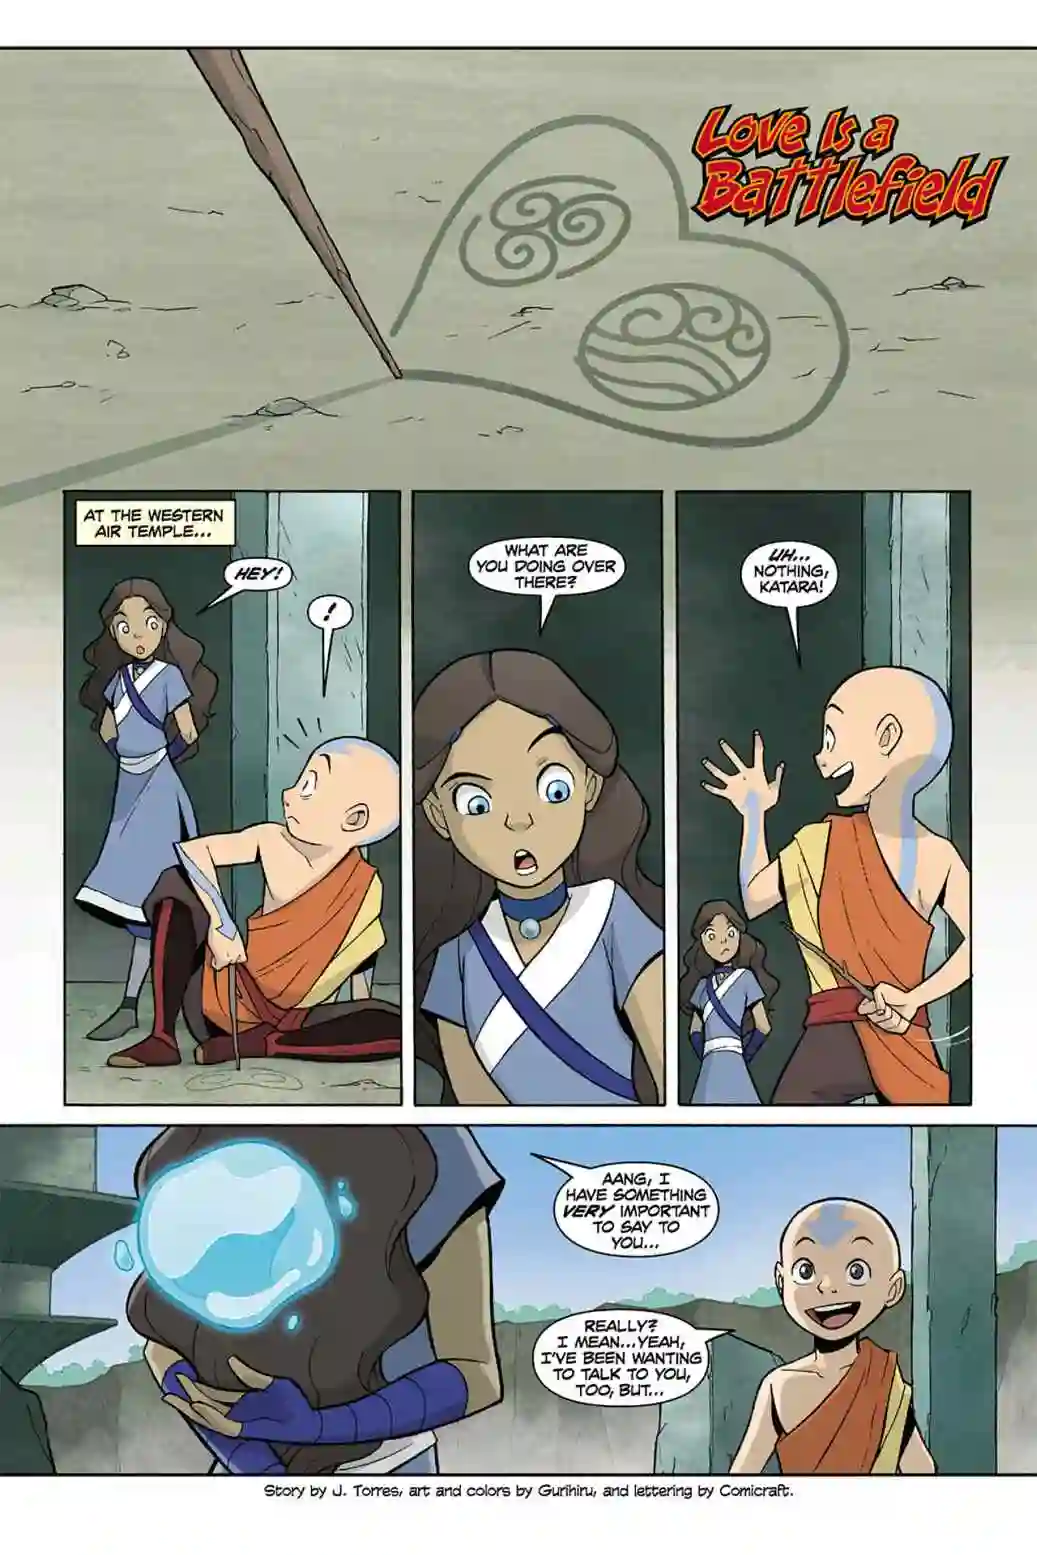 Love Is a
Battlefield
AT THE WESTERN
AIR TEMPLE...
HEY!
!
WHAT ARE
YOU DOING OVER
THERE?
UH...
NOTHING,
KATARA!
AANG, I
HAVE SOMETHING
VERY IMPORTANT
TO SAY TO
YOU...
REALLY?
I MEAN...YEAH,
I'VE BEEN WANTING
TO TALK TO YOU,
TOO, BUT...
Story by J. Torres, art and colors by Gurihiru, and lettering by Comicraft.